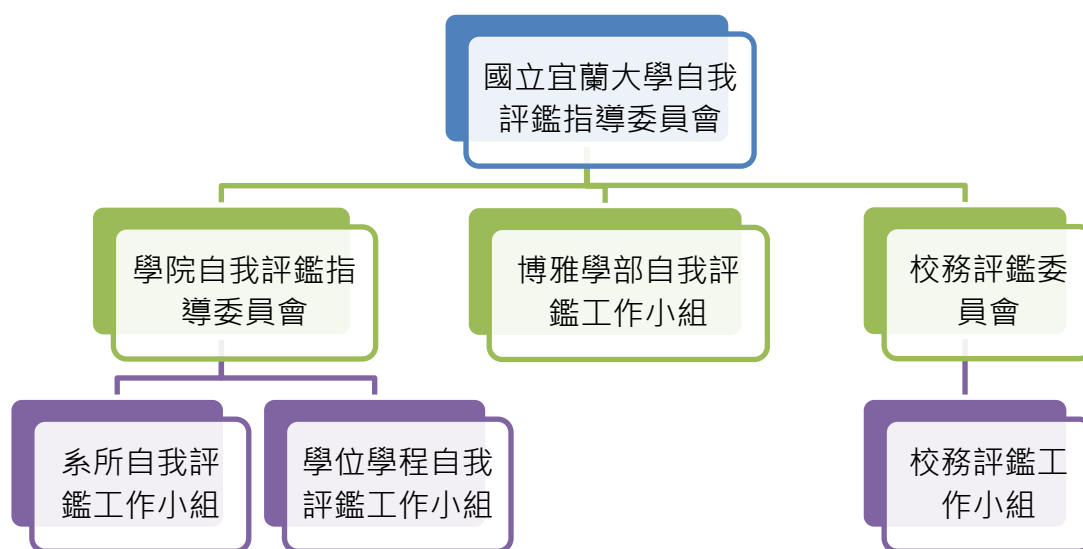 國立宜蘭大學自我
評鑑指導委員會
學院自我評鑑指
導委員會
博雅學部自我評
鑑工作小組
校務評鑑委
員會
系所自我評
鑑工作小組
學位學程自我
評鑑工作小組
校務評鑑工
作小組